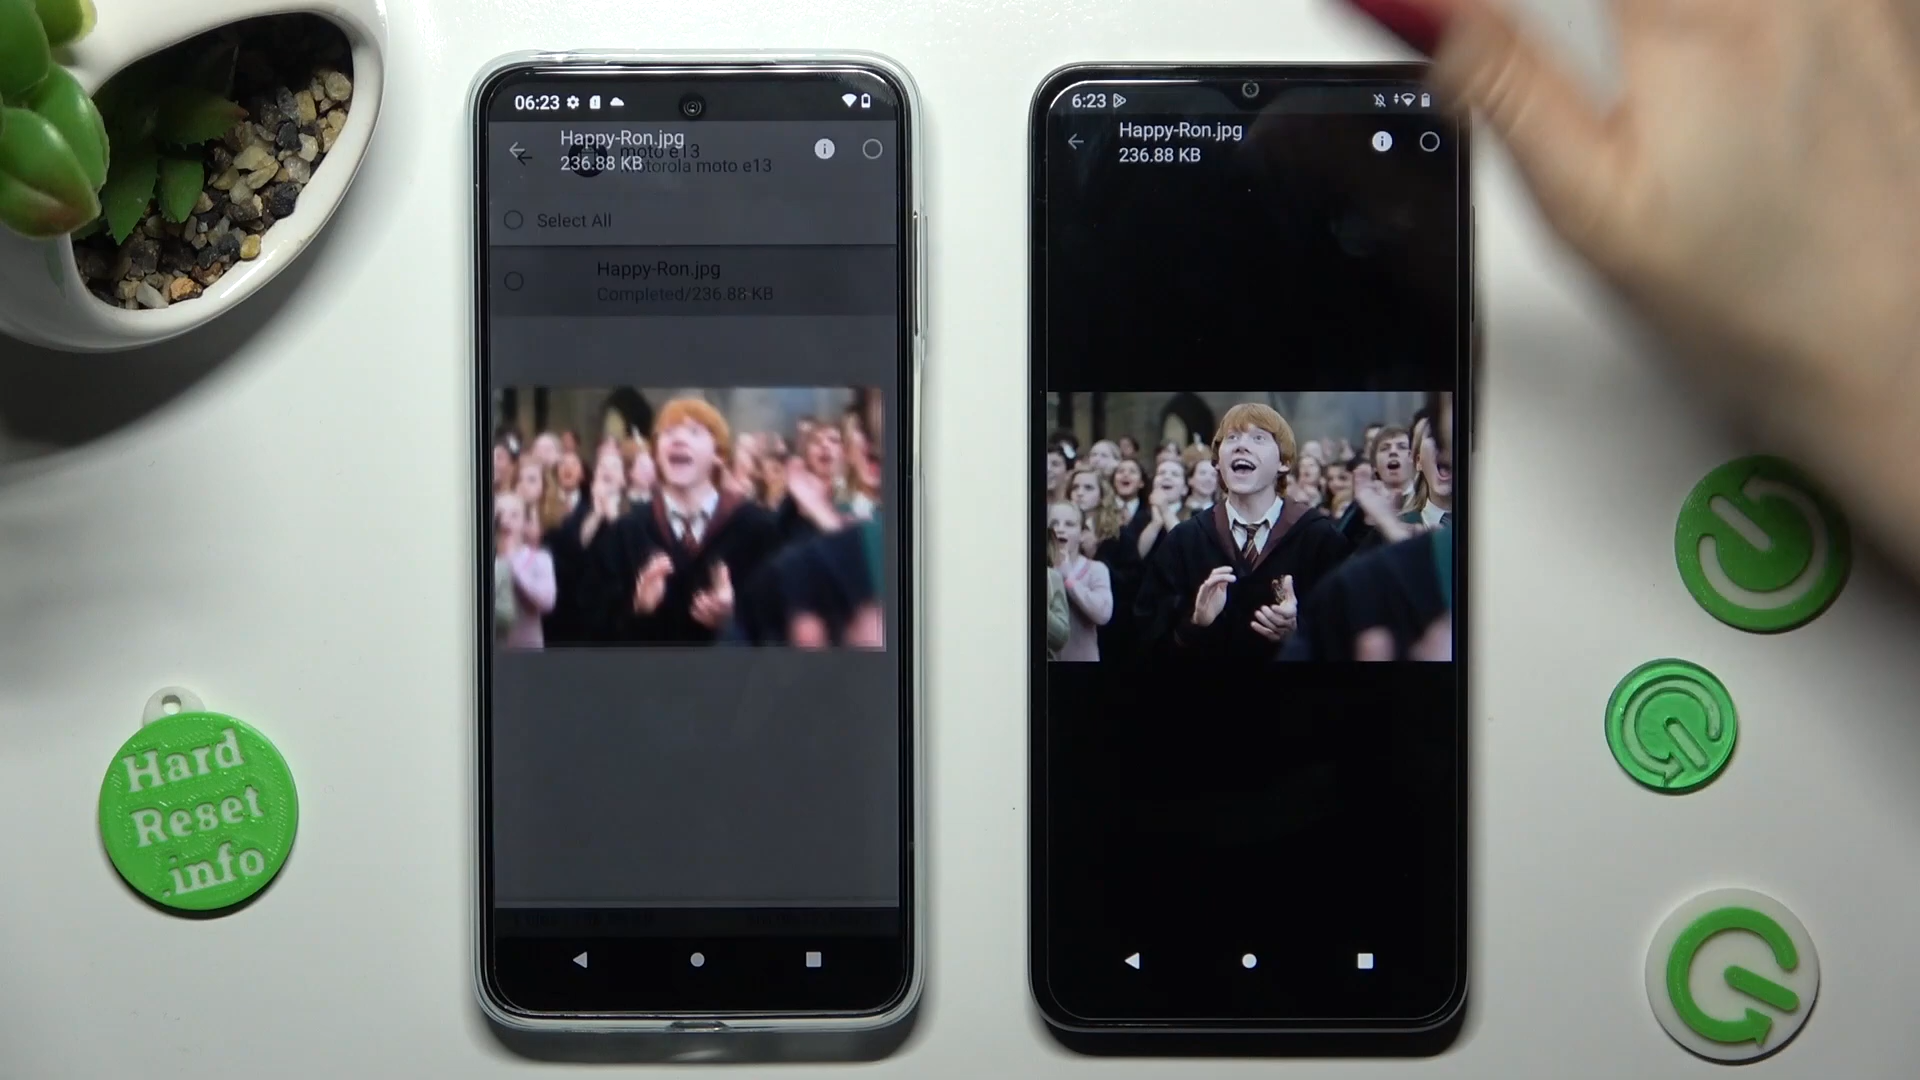 06:23
Happy-Ron.jpg
236.88 KB
moto e13
Motorola moto e13
Select All
Happy-Ron.jpg
Completed/236.88 KB
6:23
Happy-Ron.jpg
236.88 KB
Hard
Reset
.info